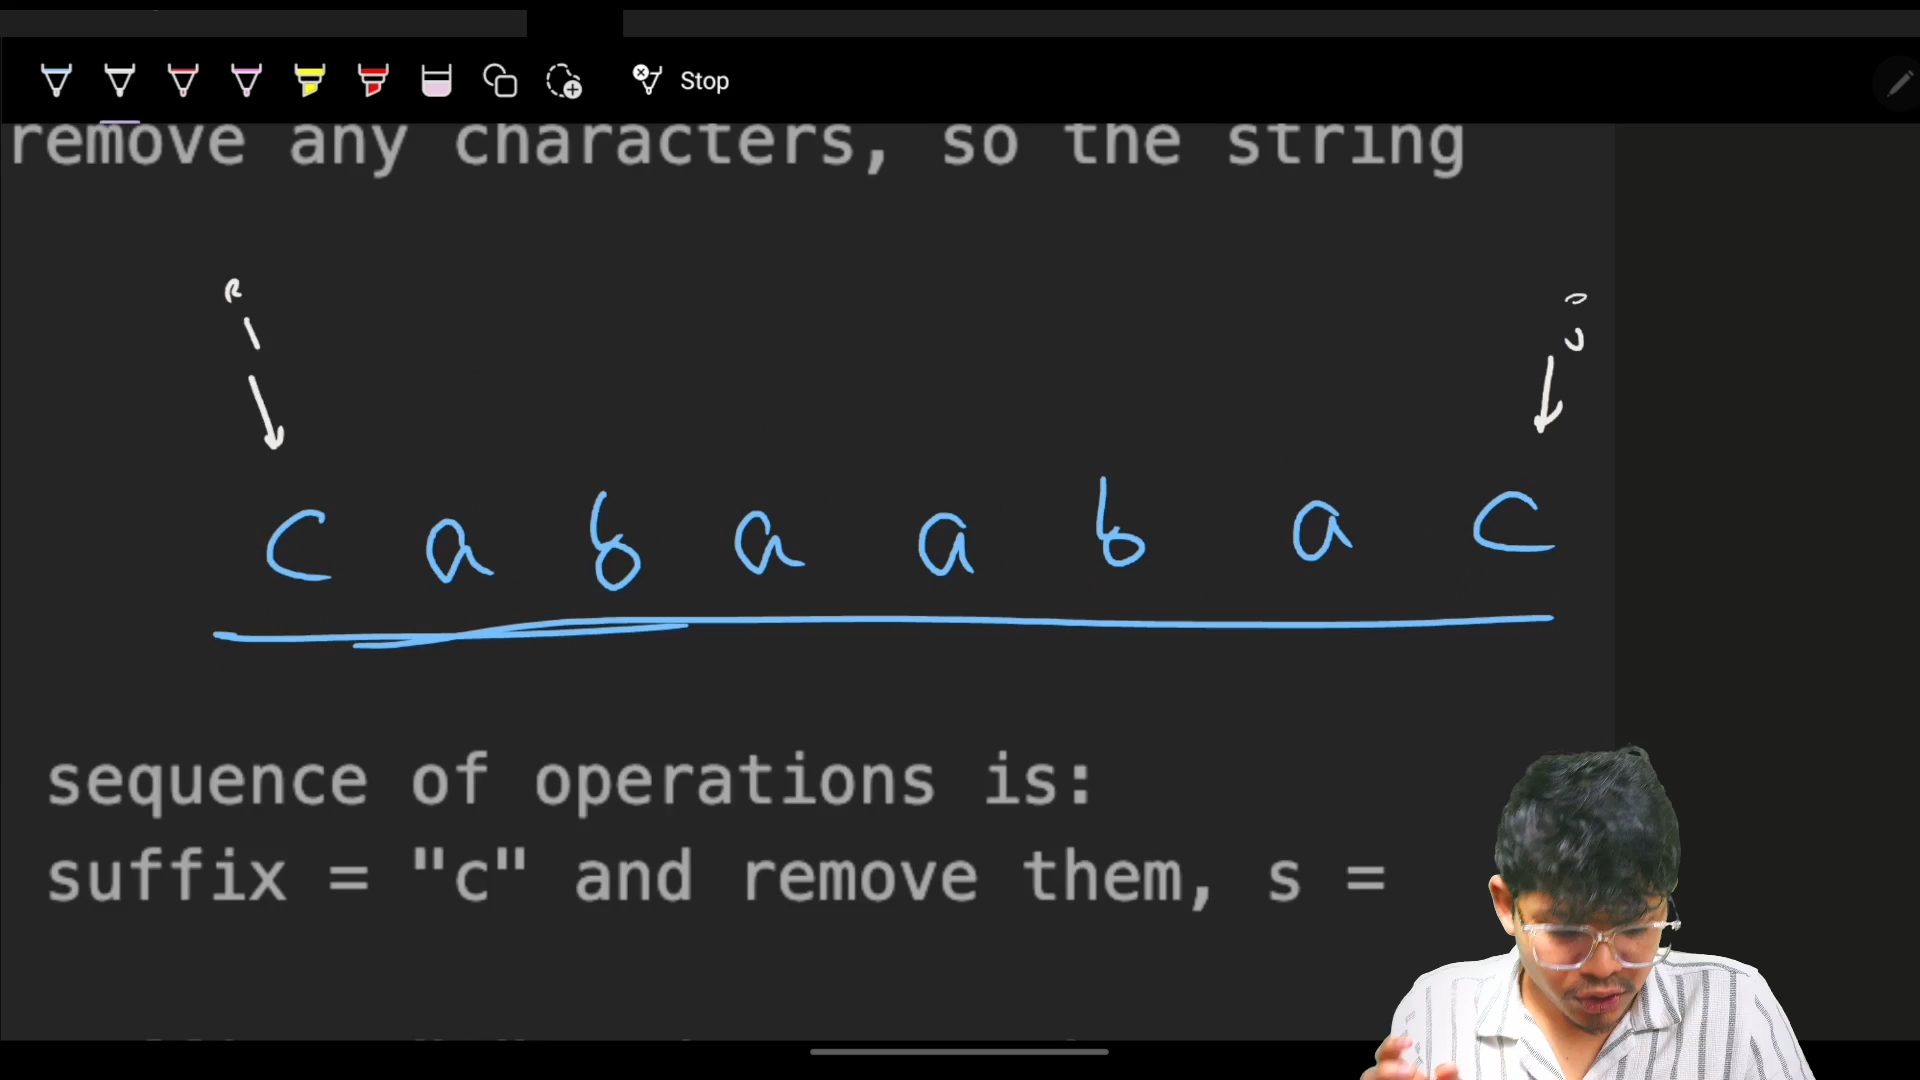 Stop
remove any characters, so the string
c a b a a b a c
sequence of operations is:
suffix = "c" and remove them, s =